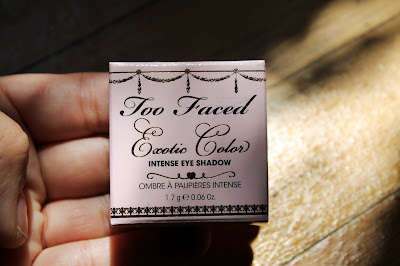 Too Faced
Exotic Color
INTENSE EYE SHADOW
OMBRE À PAUPIÈRES INTENSE
1.7 g ℮ 0.06 Oz.